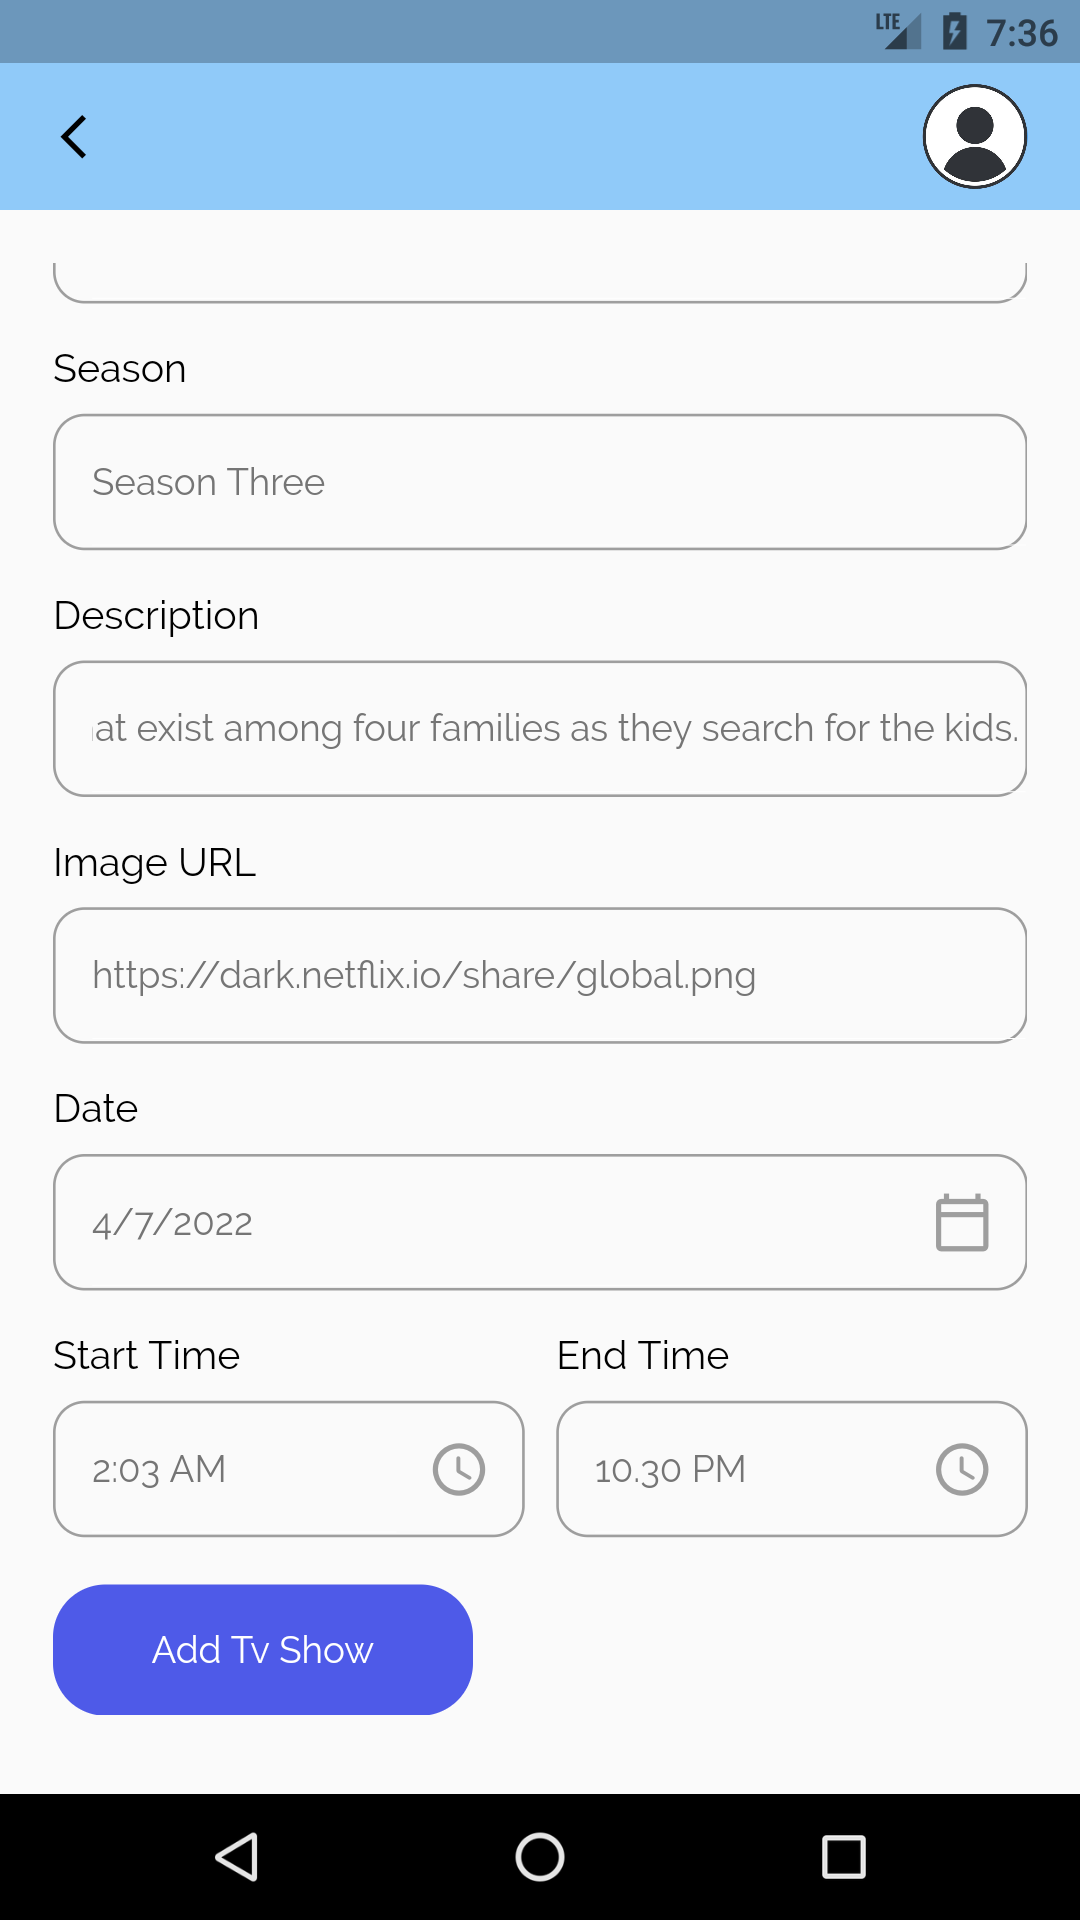 LTE 7:36
Season
Season Three
Description
at exist among four families as they search for the kids.
Image URL
https://dark.netflix.io/share/global.png
Date
4/7/2022
Start Time End Time
2:03 AM 10.30 PM
Add Tv Show